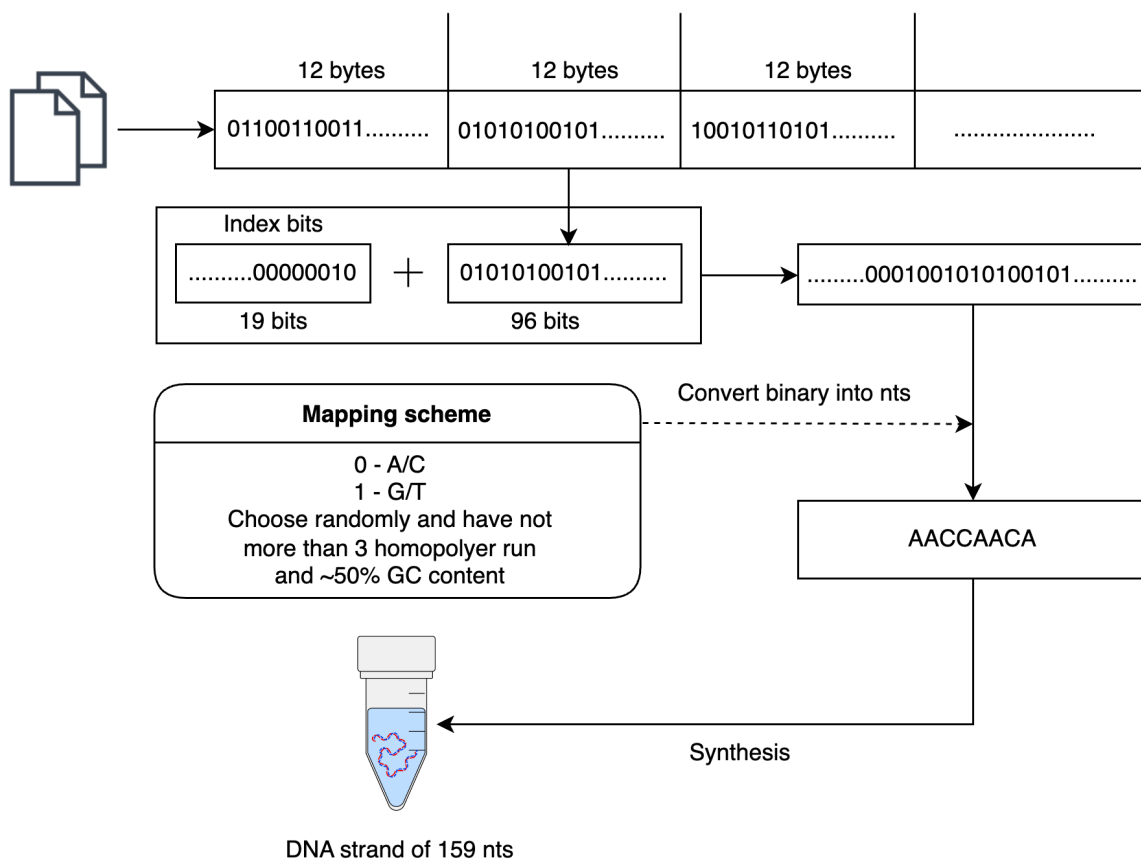 12 bytes
12 bytes
12 bytes
01100110011.........
01010100101.........
10010110101.........
......................
Index bits
..........00000010
+
01010100101..........
.........0001001010100101..........
19 bits
96 bits
Convert binary into nts
Mapping scheme
0 - A/C
1 - G/T
Choose randomly and have not
more than 3 homopolyer run
and ~50% GC content
AACCAACA
Synthesis
DNA strand of 159 nts